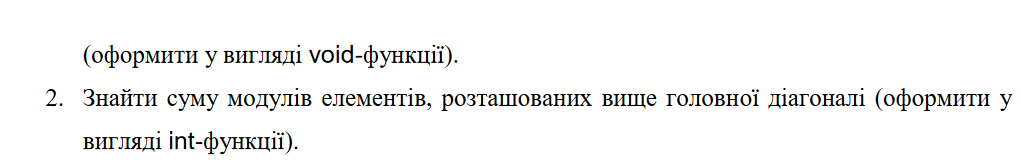 (оформити у вигляді void-функції).
2. Знайти суму модулів елементів, розташованих вище головної діагоналі (оформити у
вигляді int-функції).